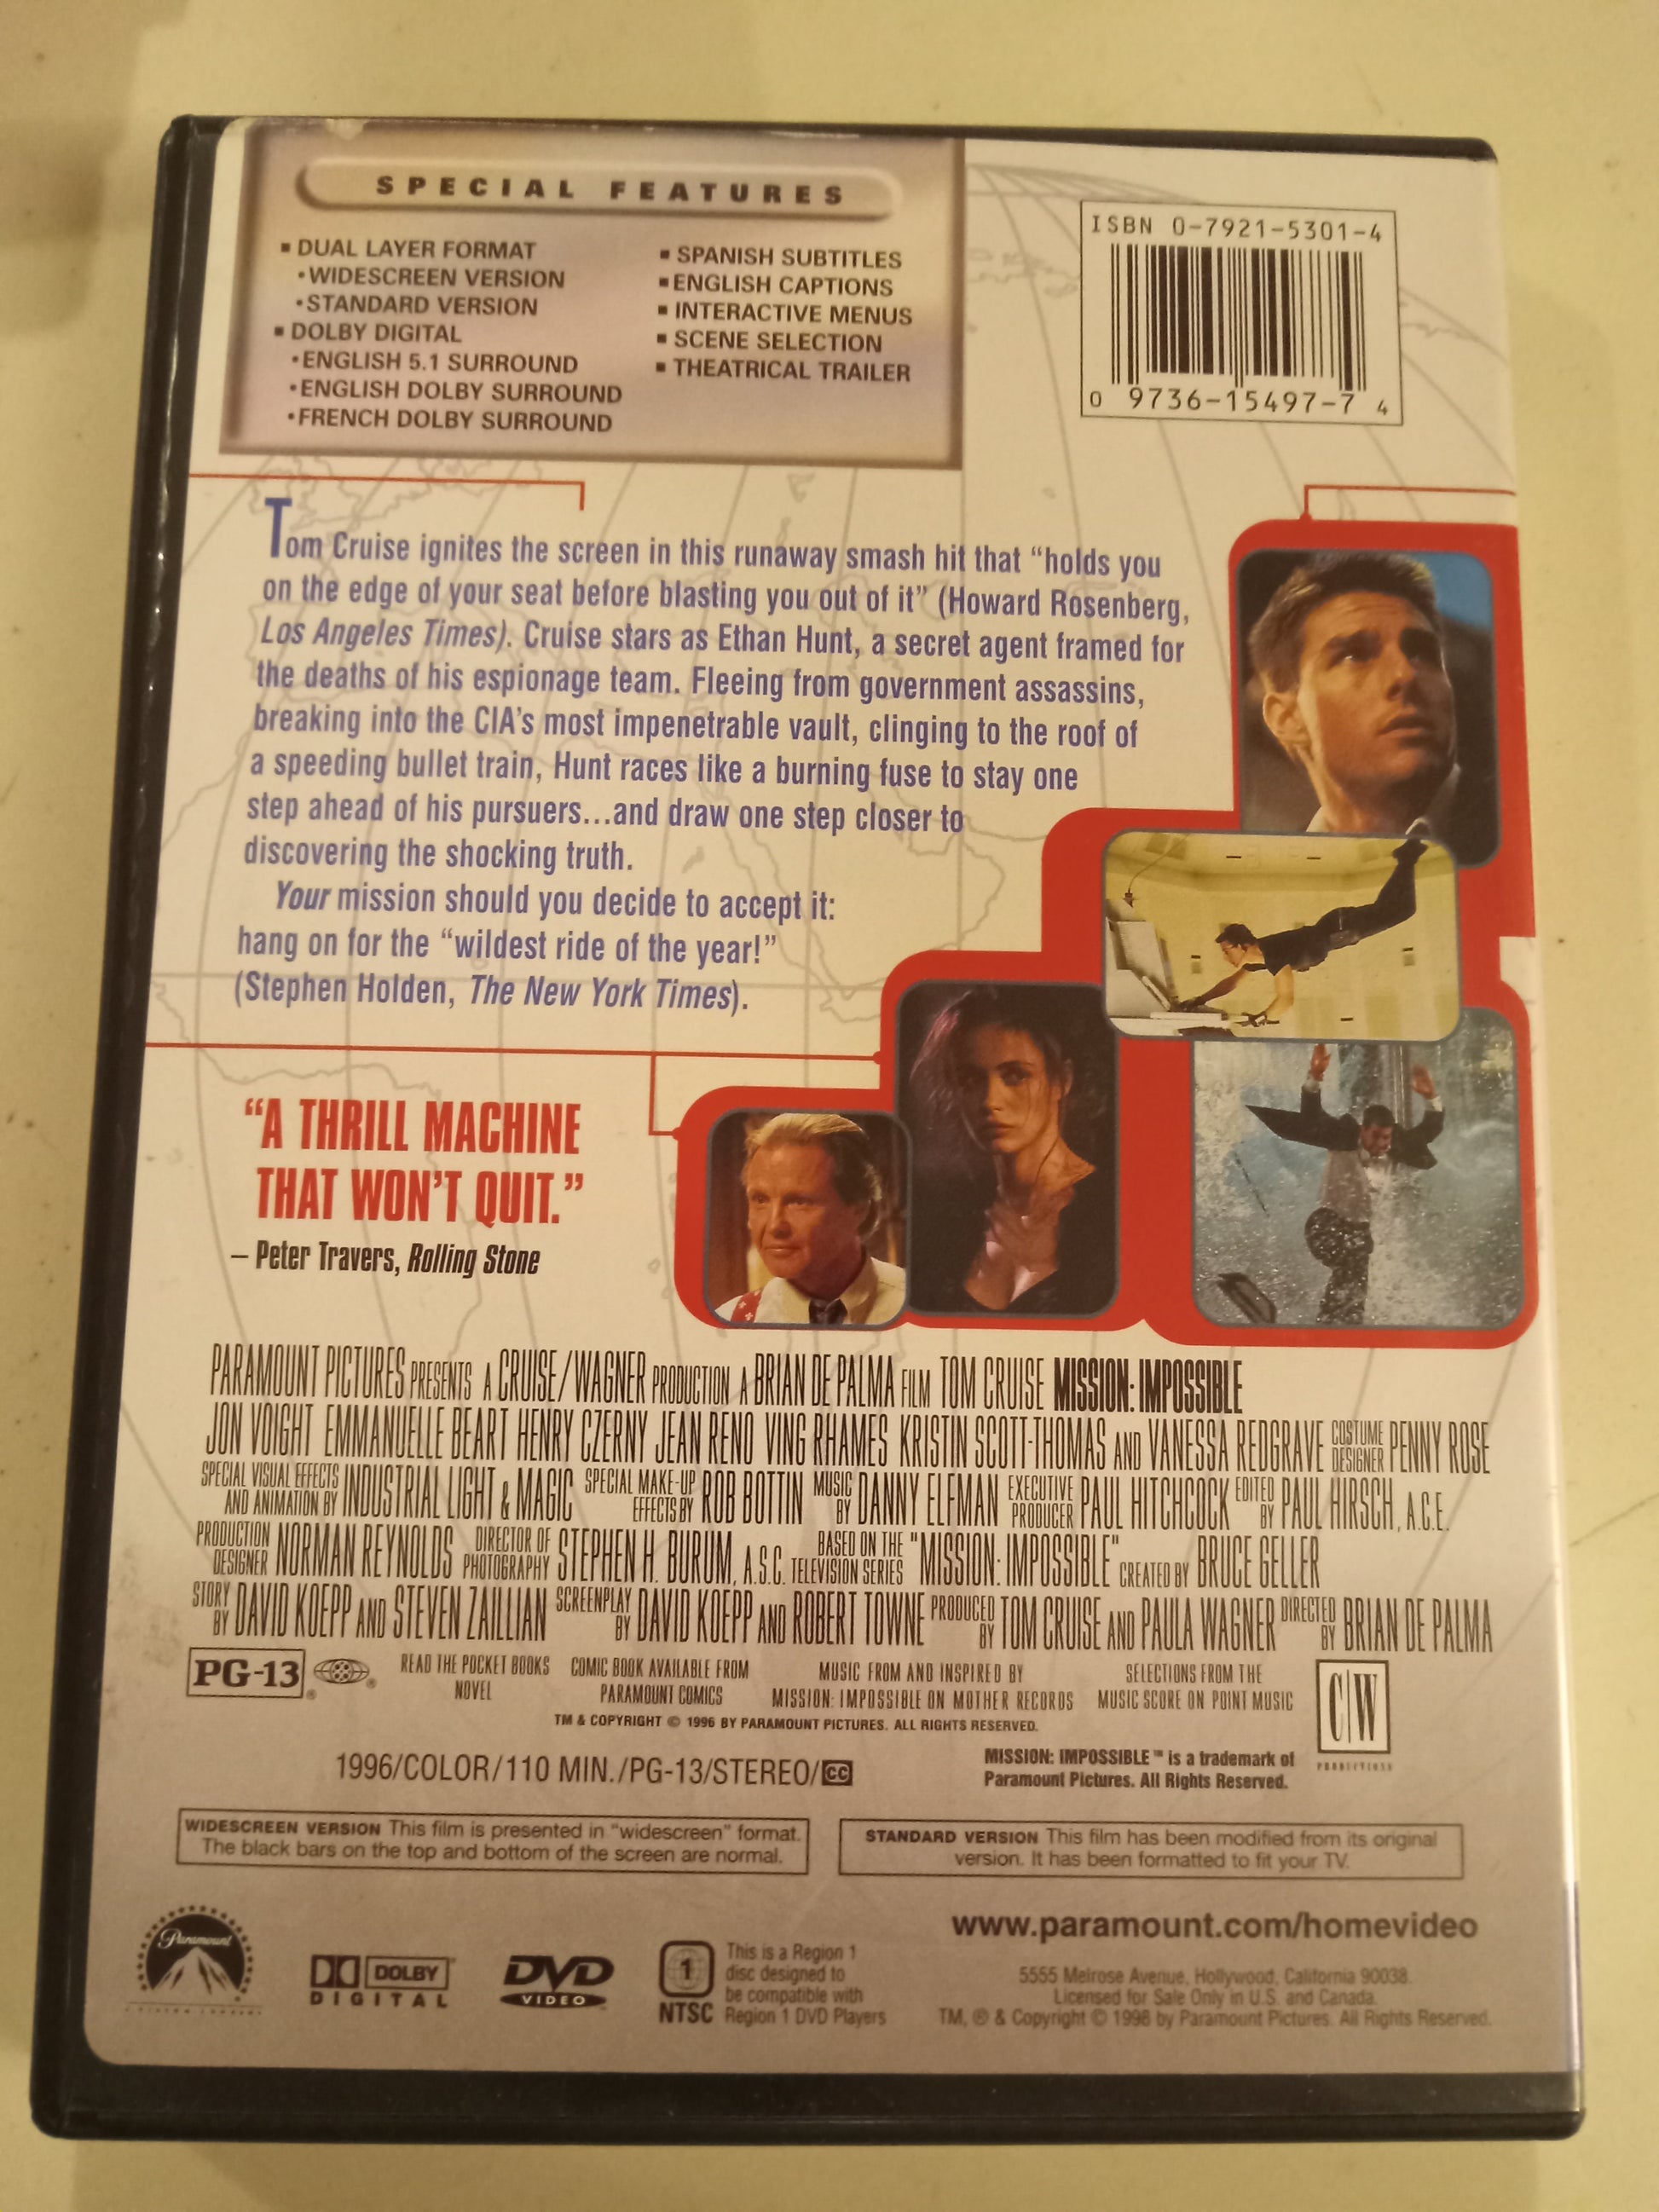 SPECIAL FEATURES
▪ DUAL LAYER FORMAT
• WIDESCREEN VERSION
• STANDARD VERSION
▪ DOLBY DIGITAL
• ENGLISH 5.1 SURROUND
• ENGLISH DOLBY SURROUND
• FRENCH DOLBY SURROUND
▪ SPANISH SUBTITLES
▪ ENGLISH CAPTIONS
▪ INTERACTIVE MENUS
▪ SCENE SELECTION
▪ THEATRICAL TRAILER
ISBN 0-7921-5301-4
0 9736-15497-7 4
Tom Cruise ignites the screen in this runaway smash hit that “holds you
on the edge of your seat before blasting you out of it” (Howard Rosenberg,
Los Angeles Times). Cruise stars as Ethan Hunt, a secret agent framed for
the deaths of his espionage team. Fleeing from government assassins,
breaking into the CIA’s most impenetrable vault, clinging to the roof of
a speeding bullet train, Hunt races like a burning fuse to stay one
step ahead of his pursuers...and draw one step closer to
discovering the shocking truth.
Your mission should you decide to accept it:
hang on for the “wildest ride of the year!”
(Stephen Holden, The New York Times).
“A THRILL MACHINE
THAT WON’T QUIT.”
– Peter Travers, Rolling Stone
PARAMOUNT PICTURES PRESENTS A CRUISE/WAGNER PRODUCTION A BRIAN DE PALMA FILM TOM CRUISE MISSION: IMPOSSIBLE
JON VOIGHT EMMANUELLE BEART HENRY CZERNY JEAN RENO VING RHAMES KRISTIN SCOTT-THOMAS AND VANESSA REDGRAVE COSTUME DESIGNER PENNY ROSE
SPECIAL VISUAL EFFECTS AND ANIMATION BY INDUSTRIAL LIGHT & MAGIC SPECIAL MAKE-UP EFFECTS BY ROB BOTTIN MUSIC BY DANNY ELFMAN EXECUTIVE PRODUCER PAUL HITCHCOCK EDITED BY PAUL HIRSCH, A.C.E.
PRODUCTION DESIGNER NORMAN REYNOLDS DIRECTOR OF PHOTOGRAPHY STEPHEN H. BURUM, A.S.C. BASED ON THE TELEVISION SERIES "MISSION: IMPOSSIBLE" CREATED BY BRUCE GELLER
STORY BY DAVID KOEPP AND STEVEN ZAILLIAN SCREENPLAY BY DAVID KOEPP AND ROBERT TOWNE PRODUCED BY TOM CRUISE AND PAULA WAGNER DIRECTED BY BRIAN DE PALMA
PG-13 ®
READ THE POCKET BOOKS
NOVEL
COMIC BOOK AVAILABLE FROM
PARAMOUNT COMICS
MUSIC FROM AND INSPIRED BY
MISSION: IMPOSSIBLE ON MOTHER RECORDS
SELECTIONS FROM THE
MUSIC SCORE ON POINT MUSIC
C|W
PRODUCTIONS
TM & COPYRIGHT © 1996 BY PARAMOUNT PICTURES. ALL RIGHTS RESERVED.
1996/COLOR/110 MIN./PG-13/STEREO/CC
MISSION: IMPOSSIBLE ™ is a trademark of
Paramount Pictures. All Rights Reserved.
WIDESCREEN VERSION This film is presented in "widescreen" format.
The black bars on the top and bottom of the screen are normal.
STANDARD VERSION This film has been modified from its original
version. It has been formatted to fit your TV.
Paramount
DOLBY
DIGITAL
DVD
VIDEO
1
NTSC
This is a Region 1
disc designed to
be compatible with
Region 1 DVD Players
www.paramount.com/homevideo
5555 Melrose Avenue, Hollywood, California 90038.
Licensed for Sale Only in U.S. and Canada.
TM, ® & Copyright © 1998 by Paramount Pictures. All Rights Reserved.